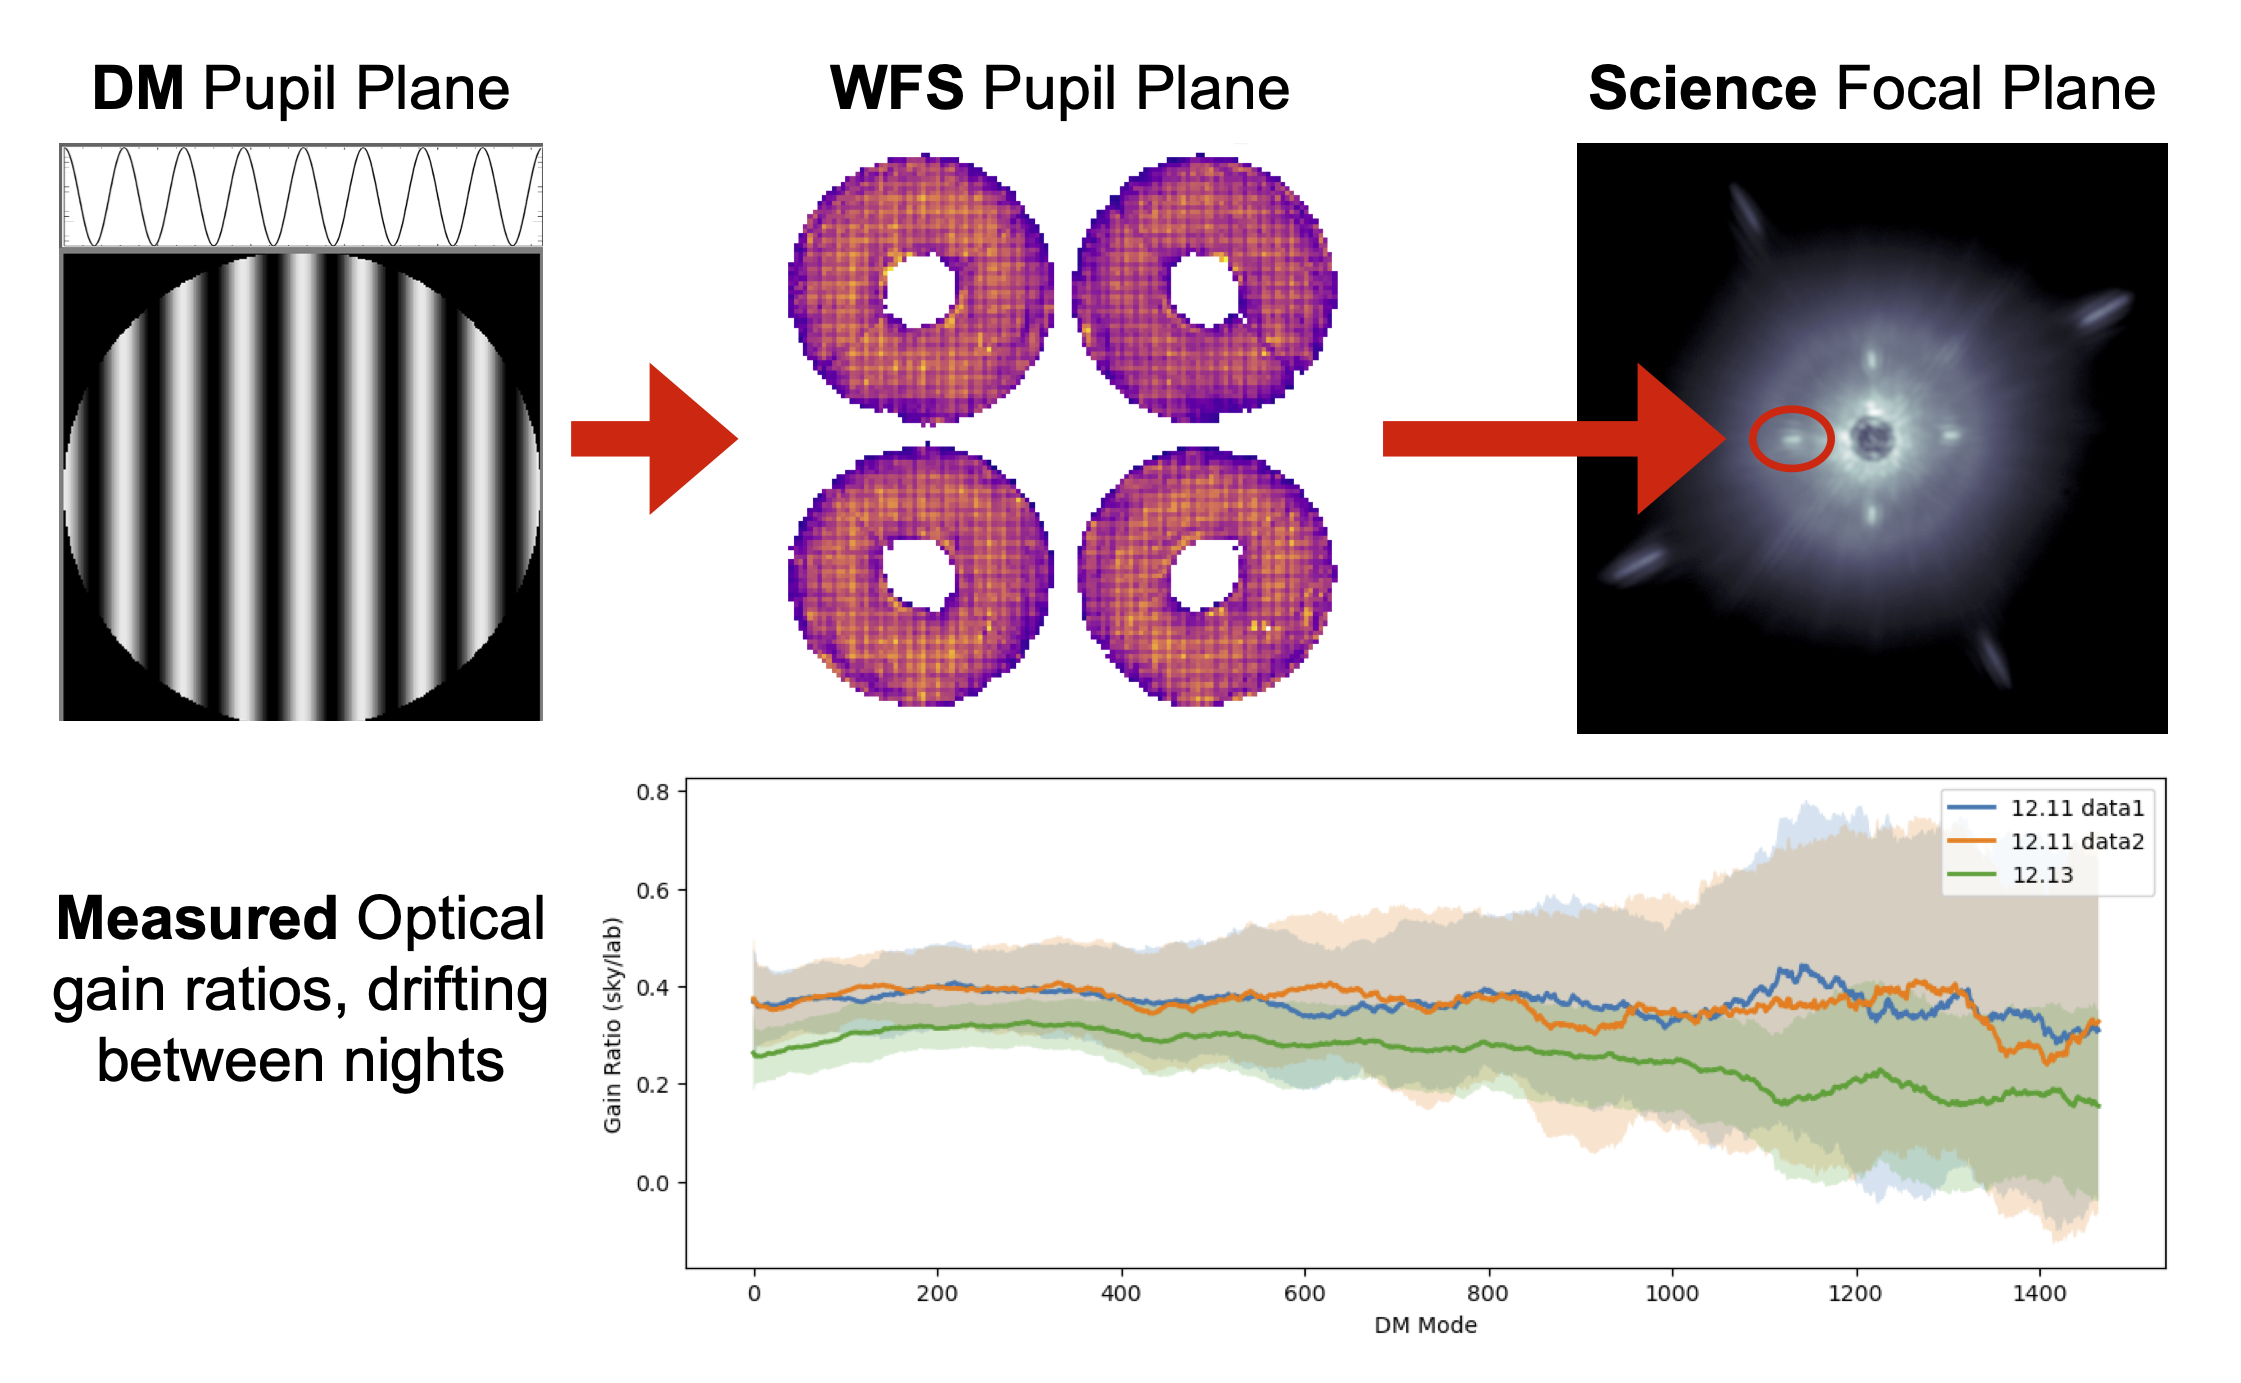 DM Pupil Plane
WFS Pupil Plane
Science Focal Plane
Measured Optical
gain ratios, drifting
between nights
Gain Ratio (sky/lab)
0.8
0.6
0.4
0.2
0.0
12.11 data1
12.11 data2
12.13
0 200 400 600 800 1000 1200 1400
DM Mode